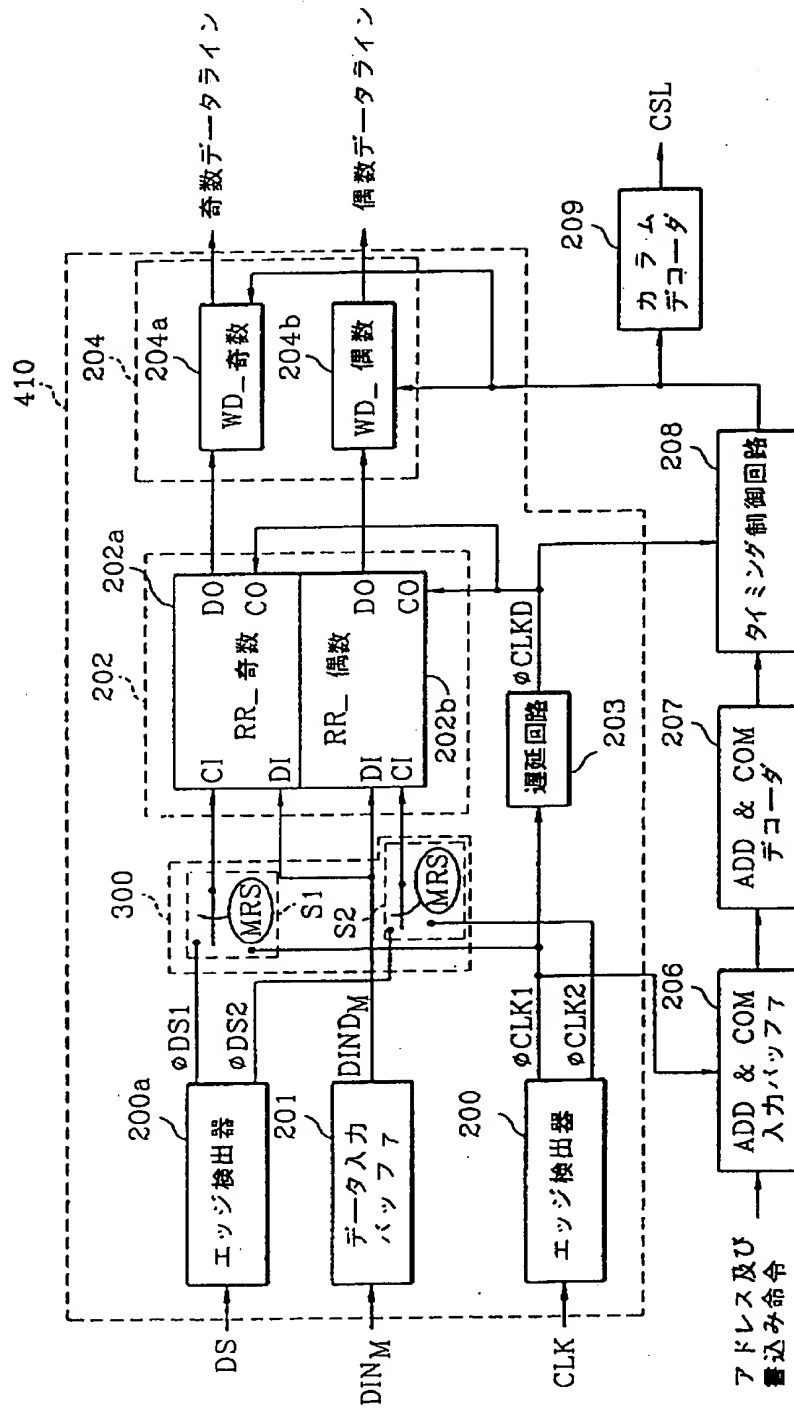 410
204
204a
WD_奇数
奇数データライン
204b
WD_偶数
偶数データライン
202
202a
DO
CO
RR_奇数
CI
DI
RR_偶数
DO
CO
DI
CI
202b
300
MRS
S1
S2
MRS
øDS1
øDS2
200a
エッジ検出器
DS
DINDM
201
データ入力
バッファ
DINM
øCLK1
øCLK2
200
エッジ検出器
CLK
øCLKD
遅延回路
203
209
カラム
デコーダ
CSL
208
タイミング制御回路
207
ADD & COM
デコーダ
206
ADD & COM
入力バッファ
アドレス及び
書込み命令